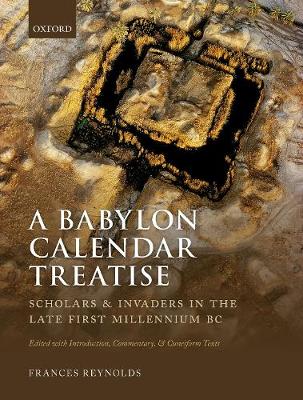 OXFORD
A BABYLON
CALENDAR
TREATISE
SCHOLARS & INVADERS IN THE
LATE FIRST MILLENNIUM BC
Edited with Introduction, Commentary, & Cuneiform Texts
FRANCES REYNOLDS